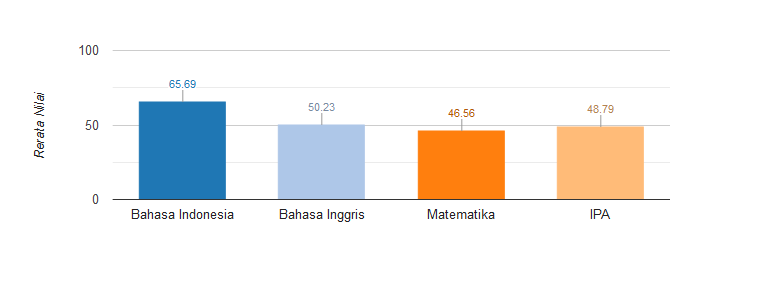 100
50
0
Rerata Nilai
65.69
50.23
46.56
48.79
Bahasa Indonesia
Bahasa Inggris
Matematika
IPA